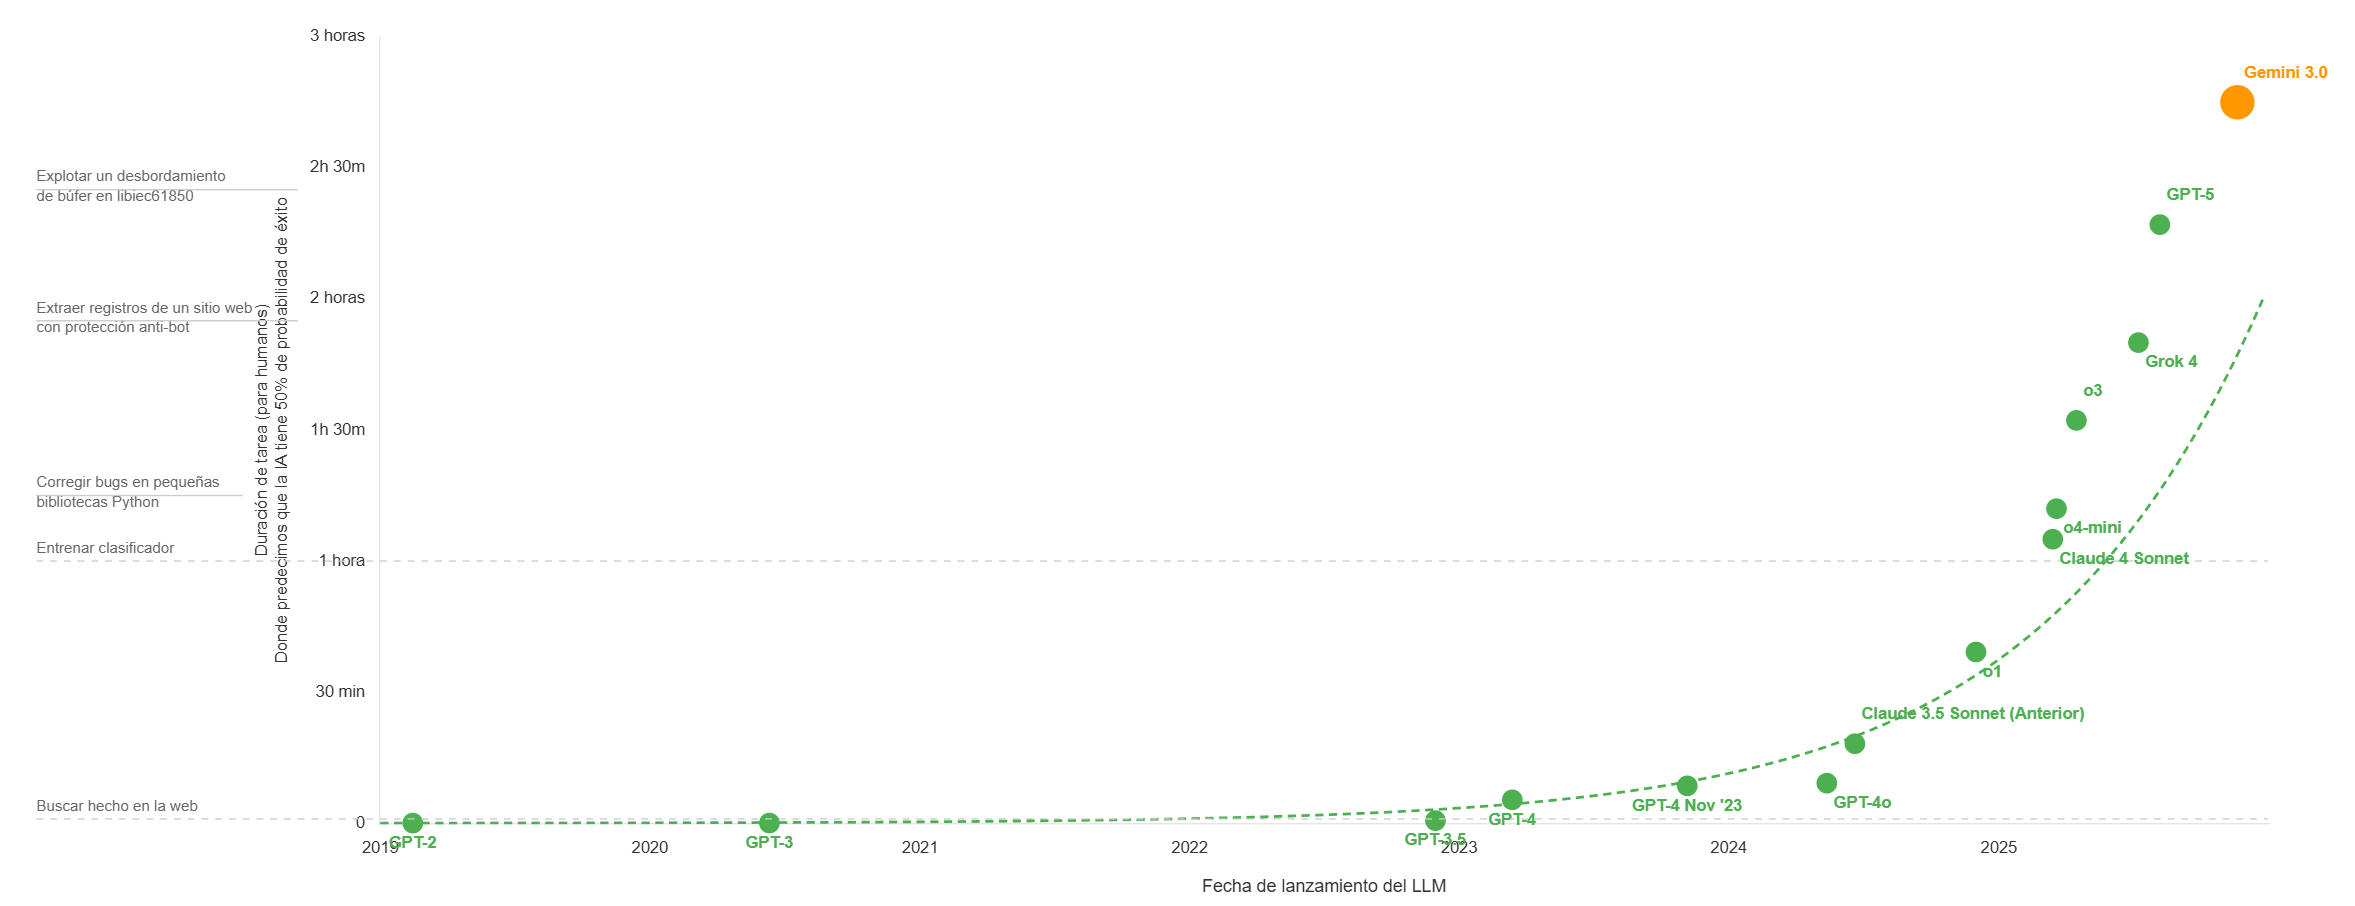 3 horas
Gemini 3.0
2h 30m
Explotar un desbordamiento
de búfer en libiec61850
GPT-5
2 horas
Extraer registros de un sitio web
con protección anti-bot
Grok 4
o3
1h 30m
Duración de tarea (para humanos)
Donde predecimos que la IA tiene 50% de probabilidad de éxito
Corregir bugs en pequeñas
bibliotecas Python
o4-mini
Entrenar clasificador
1 hora
Claude 4 Sonnet
o1
30 min
Claude 3.5 Sonnet (Anterior)
Buscar hecho en la web
GPT-4 Nov '23
GPT-4o
0
GPT-4
GPT-2
GPT-3
GPT-3.5
2019
2020
2021
2022
2023
2024
2025
Fecha de lanzamiento del LLM